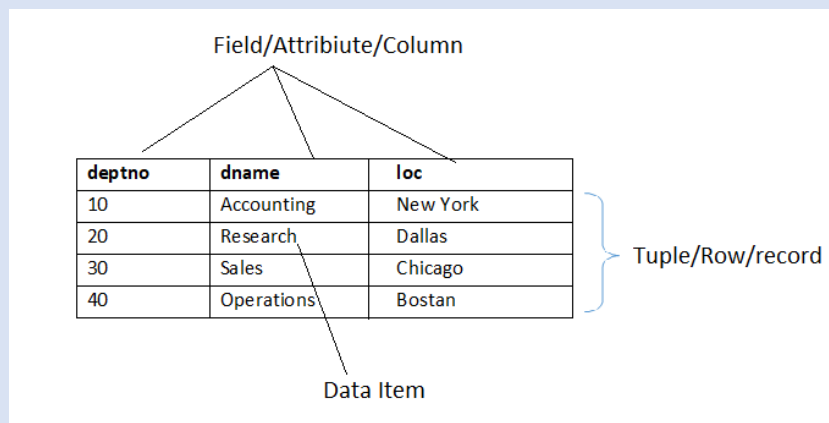 Field/Attribiute/Column
deptno dname loc
10 Accounting New York
20 Research Dallas
30 Sales Chicago
40 Operations Bostan
Tuple/Row/record
Data Item